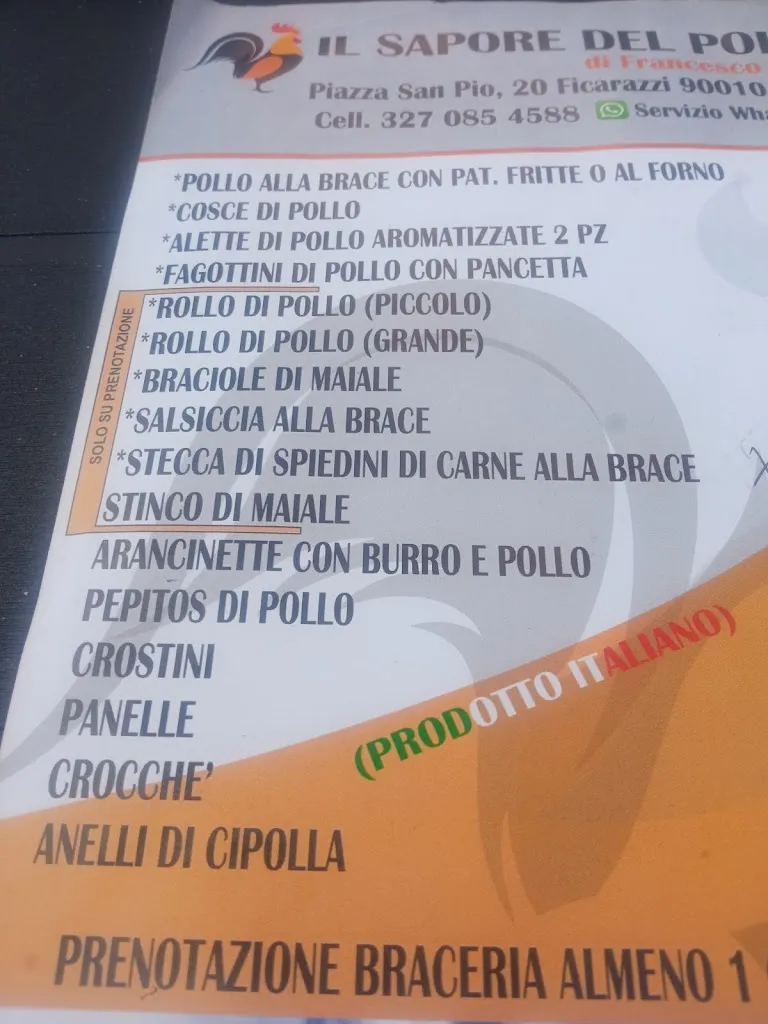 IL SAPORE DEL
di Francesco
Piazza San Pio, 20 Ficarazzi 90010
Cell. 327 085 4588 Servizio
*POLLO ALLA BRACE CON PAT. FRITTE O AL FORNO
*COSCE DI POLLO
*ALETTE DI POLLO AROMATIZZATE 2 PZ
*FAGOTTINI DI POLLO CON PANCETTA
SOLO SU PRENOTAZIONE
*ROLLO DI POLLO (PICCOLO)
*ROLLO DI POLLO (GRANDE)
*BRACIOLE DI MAIALE
*SALSICCIA ALLA BRACE
*STECCA DI SPIEDINI DI CARNE ALLA BRACE
STINCO DI MAIALE
ARANCINETTE CON BURRO E POLLO
PEPITOS DI POLLO
CROSTINI
PANELLE
CROCCHE'
ANELLI DI CIPOLLA
(PRODOTTO ITALIANO)
PRENOTAZIONE BRACERIA ALMENO 1